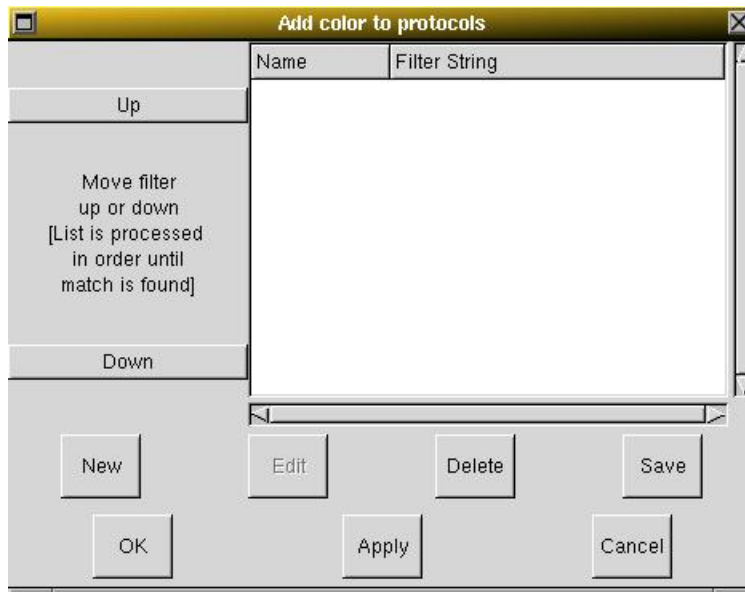 Add color to protocols
Name Filter String
Up
Move filter
up or down
[List is processed
in order until
match is found]
Down
New Edit Delete Save
OK Apply Cancel